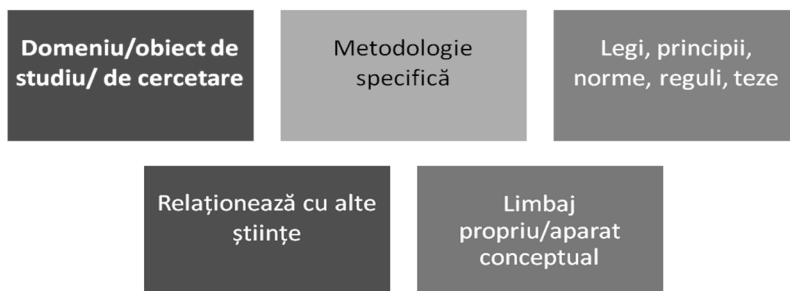 Domeniu/obiect de
studiu/ de cercetare
Metodologie
specifică
Legi, principii,
norme, reguli, teze
Relaționează cu alte
științe
Limbaj
propriu/aparat
conceptual